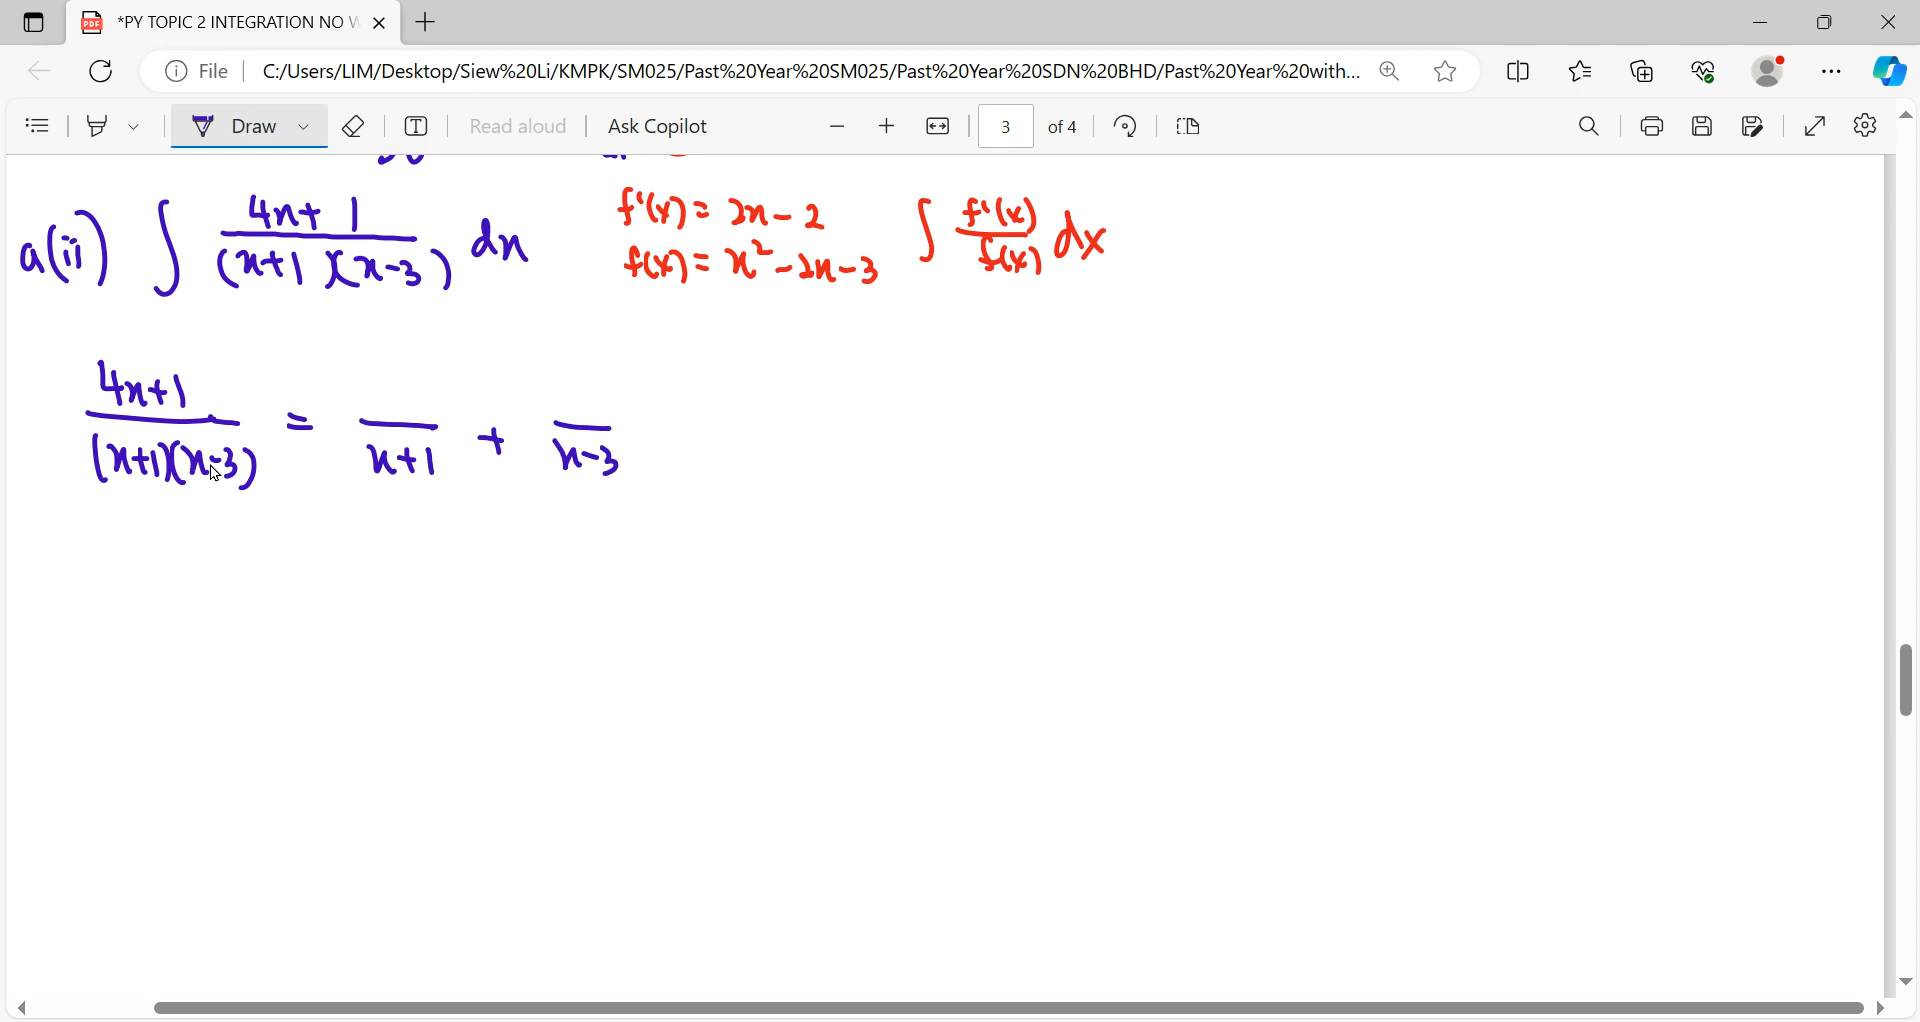 *PY TOPIC 2 INTEGRATION NO W
File
C:/Users/LIM/Desktop/Siew%20Li/KMPK/SM025/Past%20Year%20SM025/Past%20Year%20SDN%20BHD/Past%20Year%20with...
Draw
Read aloud
Ask Copilot
3 of 4
a(ii) ∫ (4x+1)/((x+1)(x-3)) dx
f'(x) = 2x-2
f(x) = x²-2x-3
∫ f'(x)/f(x) dx
4x+1
(x+1)(x-3) = x+1 + x-3